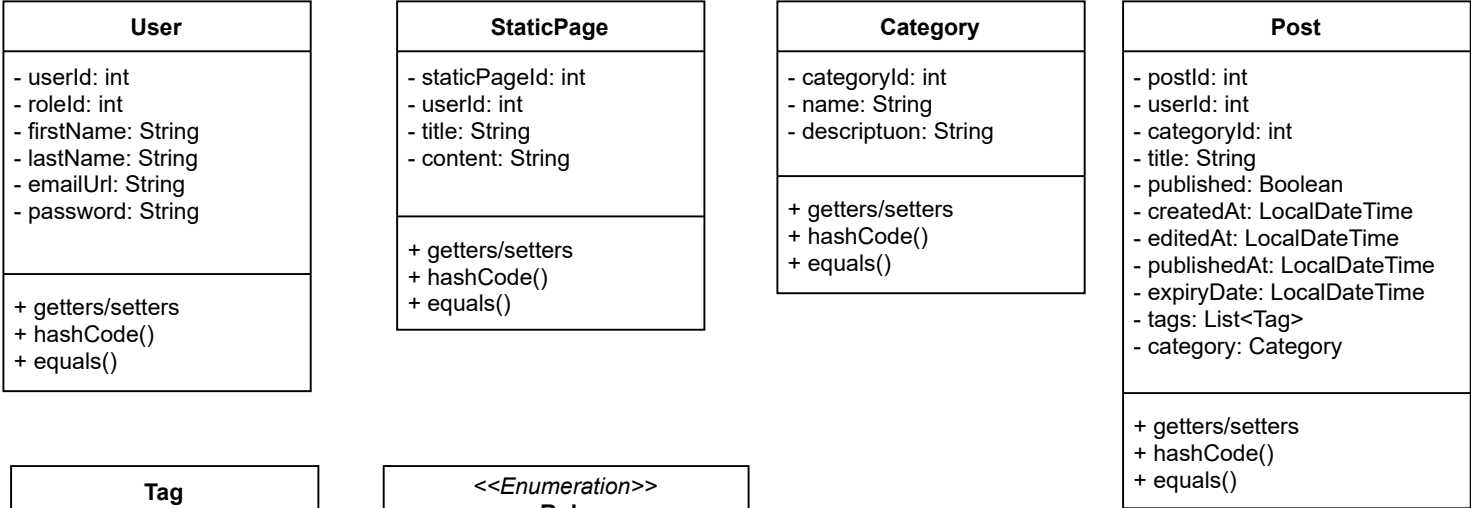 User
- userId: int
- roleId: int
- firstName: String
- lastName: String
- emailUrl: String
- password: String
+ getters/setters
+ hashCode()
+ equals()
StaticPage
- staticPageId: int
- userId: int
- title: String
- content: String
+ getters/setters
+ hashCode()
+ equals()
Category
- categoryId: int
- name: String
- descriptuon: String
+ getters/setters
+ hashCode()
+ equals()
Post
- postId: int
- userId: int
- categoryId: int
- title: String
- published: Boolean
- createdAt: LocalDateTime
- editedAt: LocalDateTime
- publishedAt: LocalDateTime
- expiryDate: LocalDateTime
- tags: List<Tag>
- category: Category
+ getters/setters
+ hashCode()
+ equals()
Tag
<<Enumeration>>